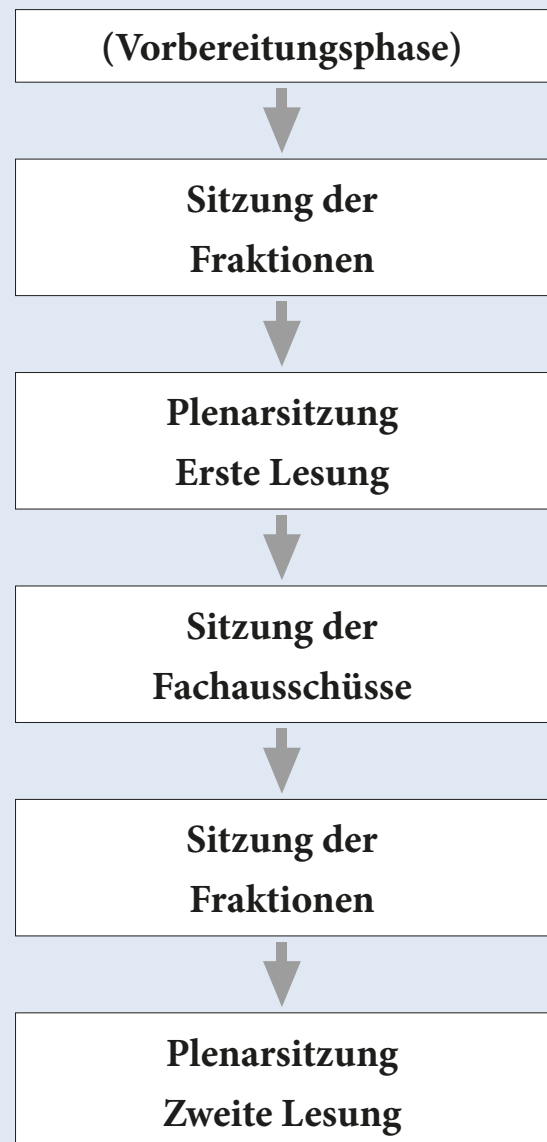 (Vorbereitungsphase)
Sitzung der
Fraktionen
Plenarsitzung
Erste Lesung
Sitzung der
Fachausschüsse
Sitzung der
Fraktionen
Plenarsitzung
Zweite Lesung